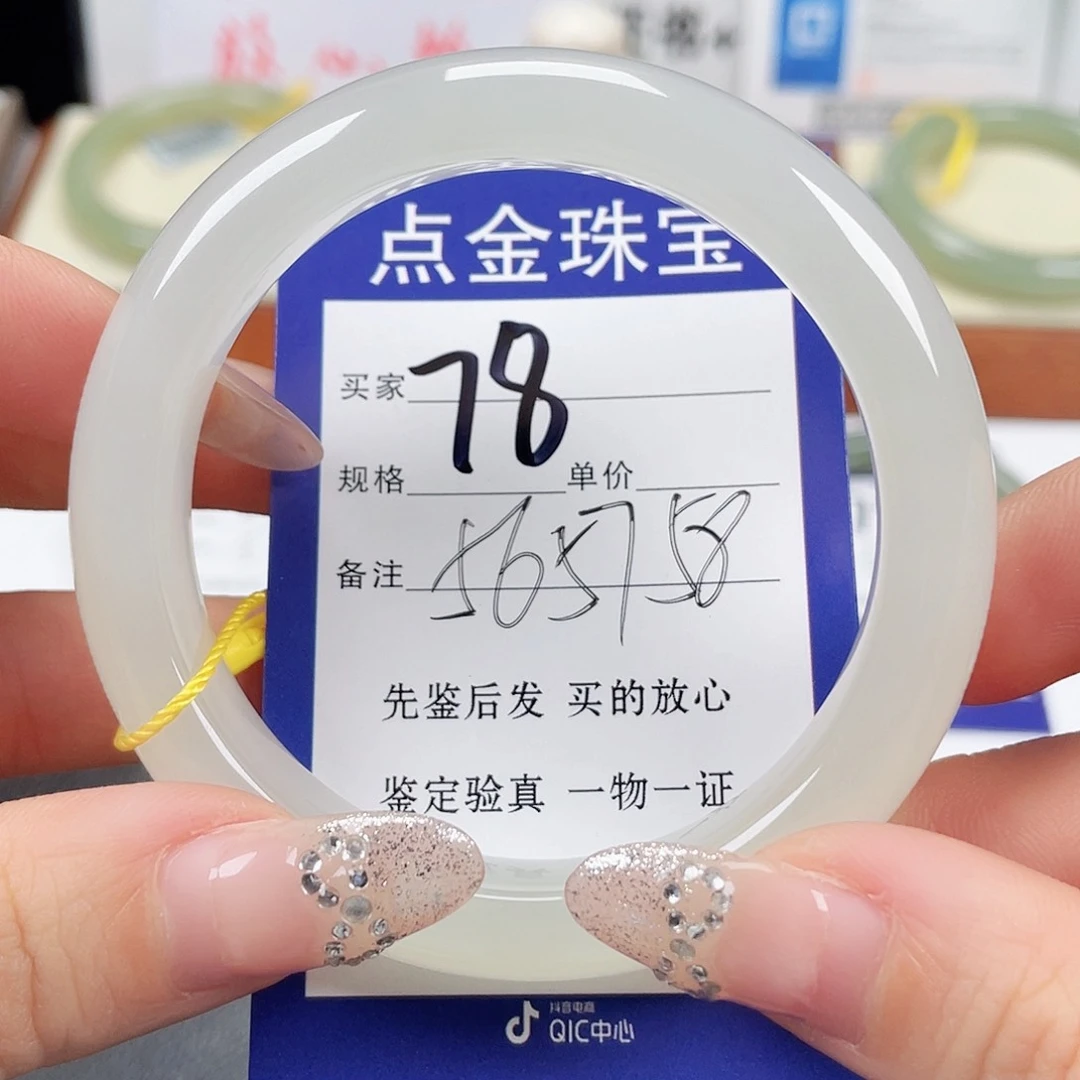 点金珠宝
买家 78
规格 单价
备注 565758
先鉴后发 买的放心
鉴定验真 一物一证
抖音电商
QIC中心